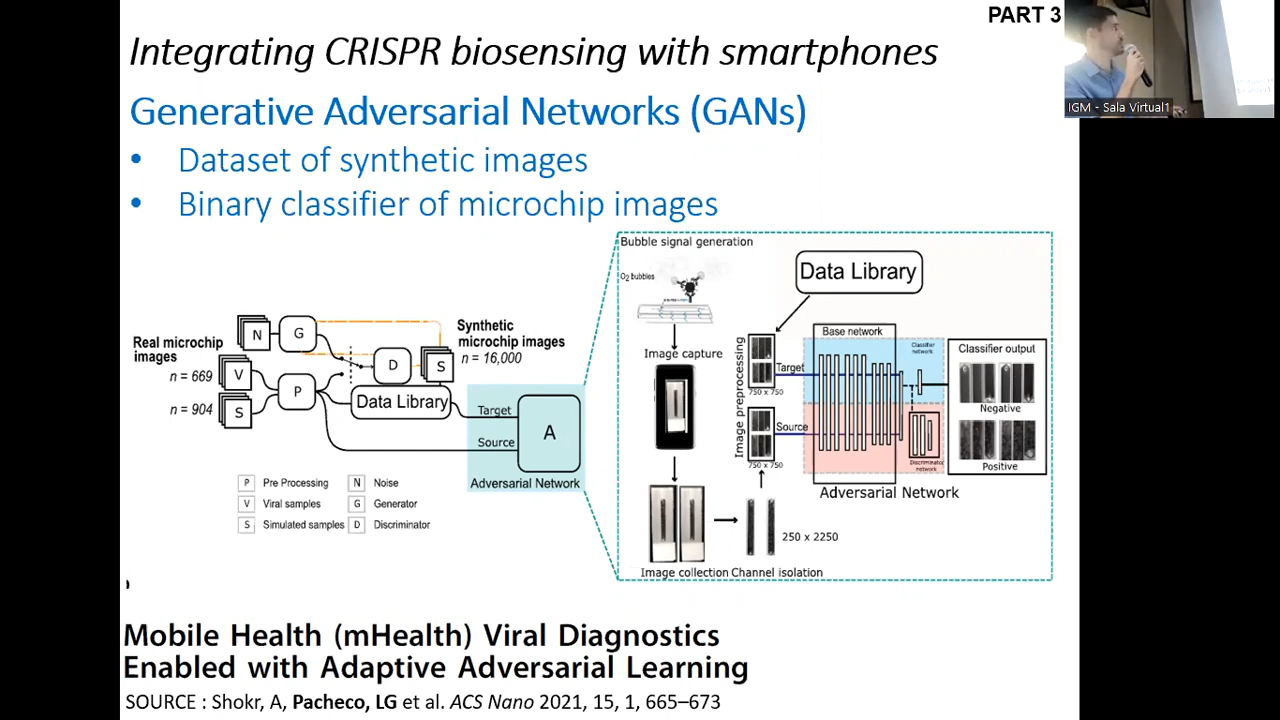 PART 3
Integrating CRISPR biosensing with smartphones
IGM - Sala Virtual1
Generative Adversarial Networks (GANs)
• Dataset of synthetic images
• Binary classifier of microchip images
Real microchip
images
n = 669
n = 904
N
G
V
S
P
D
S
Synthetic
microchip images
n = 16,000
Data Library
Target
Source
A
Adversarial Network
P Pre Processing
N Noise
V Viral samples
G Generator
S Simulated samples
D Discriminator
Bubble signal generation
O2 bubbles
Image capture
Image collection
Channel isolation
250 x 2250
Image preprocessing
Data Library
750 x 750
Target
Source
750 x 750
Base network
Classifier
network
Discriminator
network
Adversarial Network
Classifier output
Negative
Positive
Mobile Health (mHealth) Viral Diagnostics
Enabled with Adaptive Adversarial Learning
SOURCE : Shokr, A, Pacheco, LG et al. ACS Nano 2021, 15, 1, 665–673